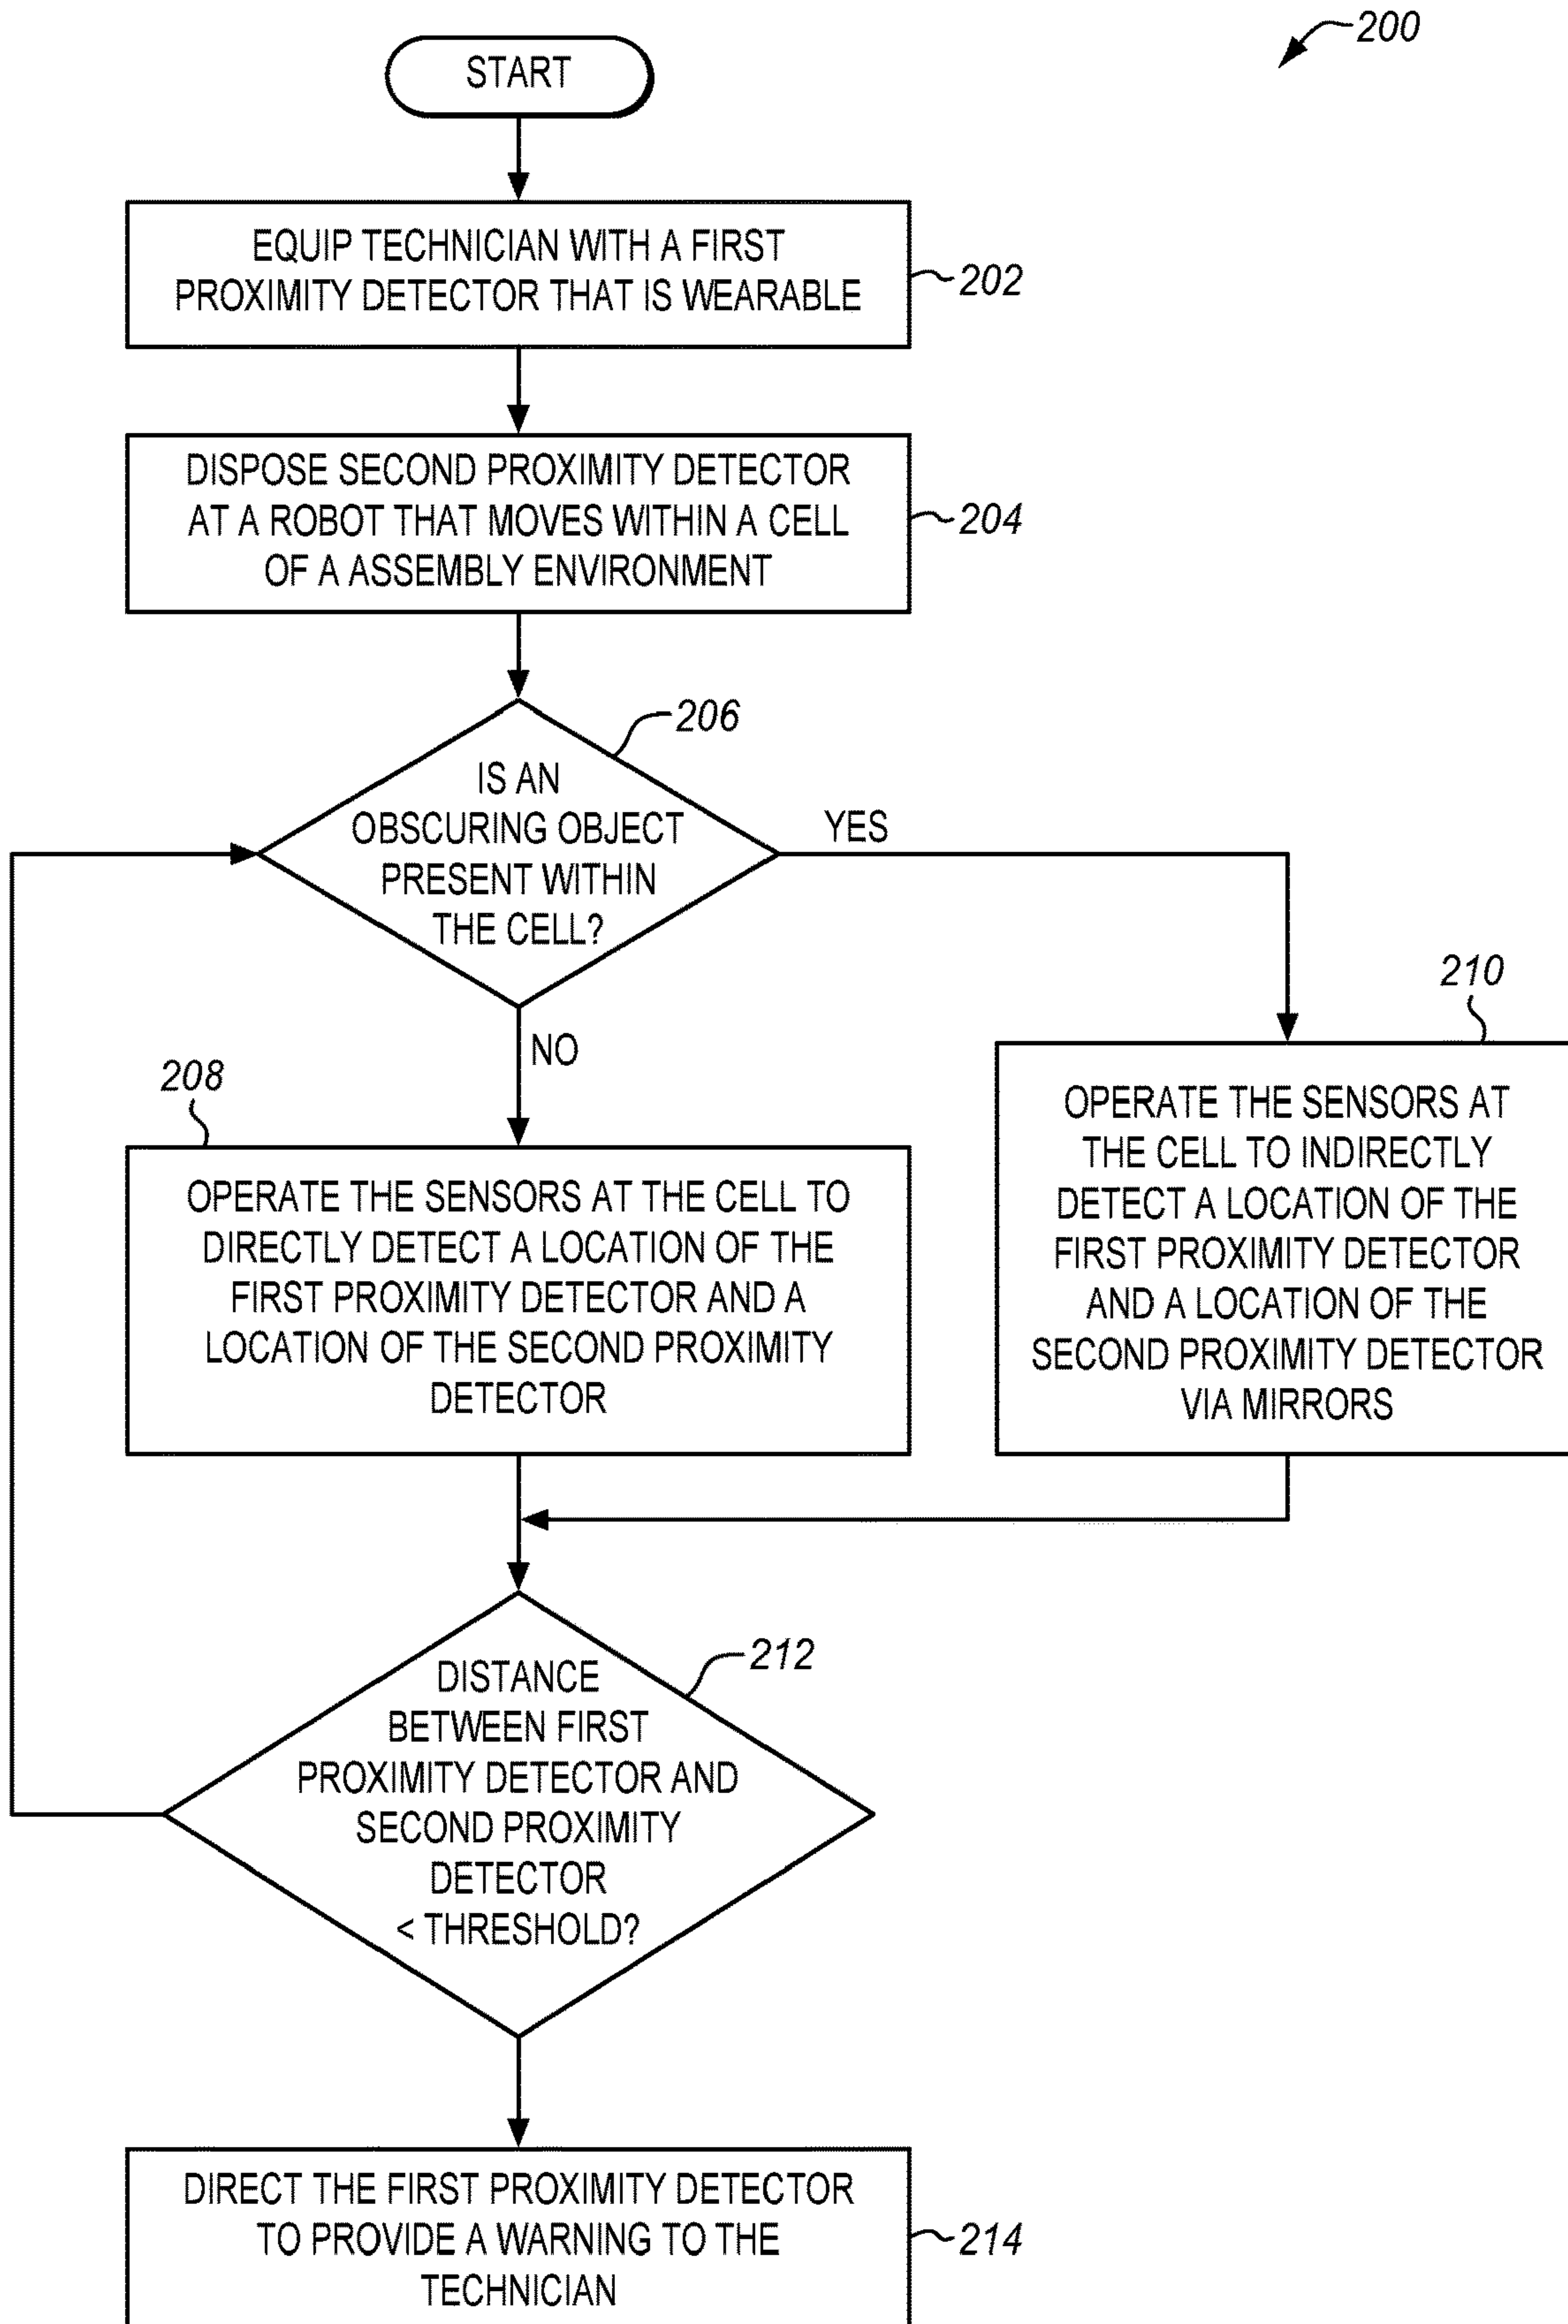 200
START
EQUIP TECHNICIAN WITH A FIRST
PROXIMITY DETECTOR THAT IS WEARABLE
202
DISPOSE SECOND PROXIMITY DETECTOR
AT A ROBOT THAT MOVES WITHIN A CELL
OF A ASSEMBLY ENVIRONMENT
204
206
IS AN
OBSCURING OBJECT
PRESENT WITHIN
THE CELL?
YES
NO
208
OPERATE THE SENSORS AT THE CELL TO
DIRECTLY DETECT A LOCATION OF THE
FIRST PROXIMITY DETECTOR AND A
LOCATION OF THE SECOND PROXIMITY
DETECTOR
210
OPERATE THE SENSORS AT
THE CELL TO INDIRECTLY
DETECT A LOCATION OF THE
FIRST PROXIMITY DETECTOR
AND A LOCATION OF THE
SECOND PROXIMITY DETECTOR
VIA MIRRORS
212
DISTANCE
BETWEEN FIRST
PROXIMITY DETECTOR AND
SECOND PROXIMITY
DETECTOR
< THRESHOLD?
DIRECT THE FIRST PROXIMITY DETECTOR
TO PROVIDE A WARNING TO THE
TECHNICIAN
214